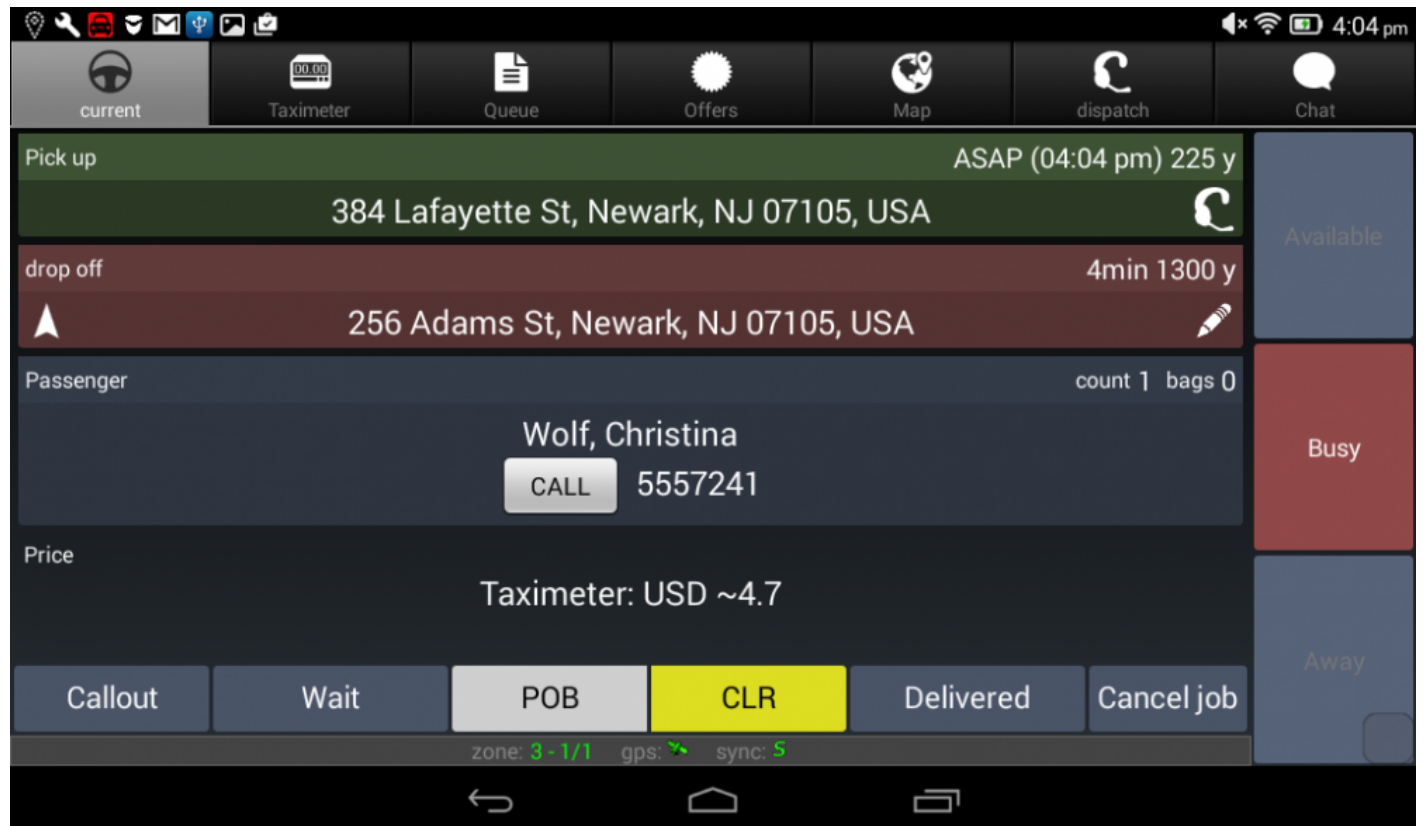 4:04 pm
current 00.00 Taximeter Queue Offers Map dispatch Chat
Pick up ASAP (04:04 pm) 225 y
384 Lafayette St, Newark, NJ 07105, USA
Available
drop off 4min 1300 y
256 Adams St, Newark, NJ 07105, USA
Passenger count 1 bags 0
Wolf, Christina
Busy
CALL 5557241
Price
Taximeter: USD ~4.7
Away
Callout Wait POB CLR Delivered Cancel job
zone: 3 - 1/1 gps: sync: S